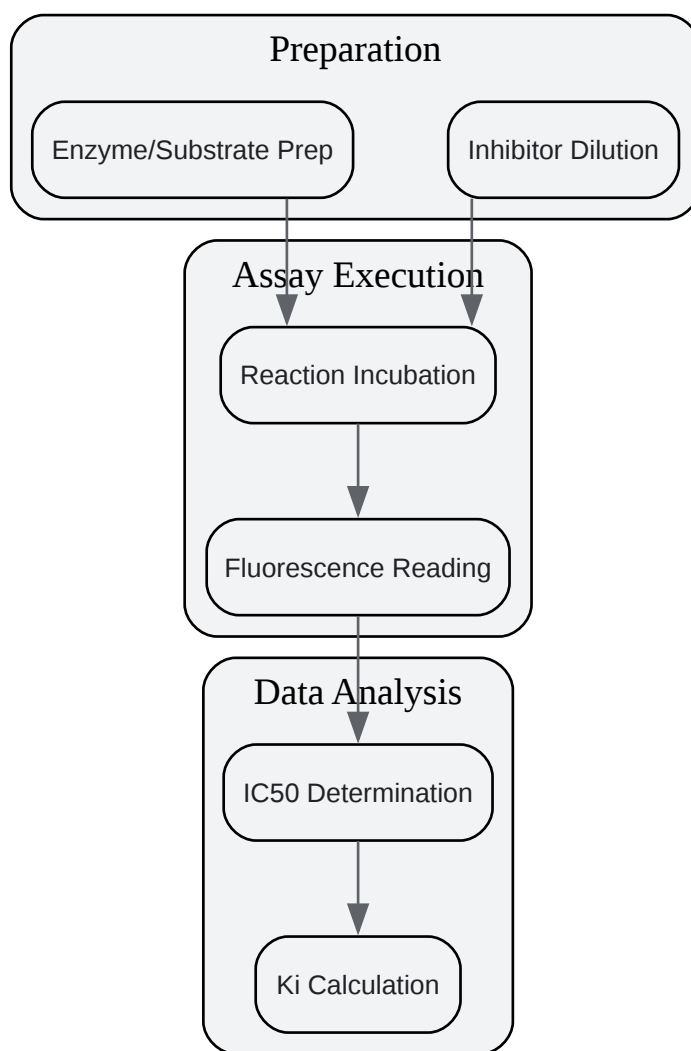 Preparation
Enzyme/Substrate Prep
Inhibitor Dilution
Assay Execution
Reaction Incubation
Fluorescence Reading
Data Analysis
IC50 Determination
Ki Calculation